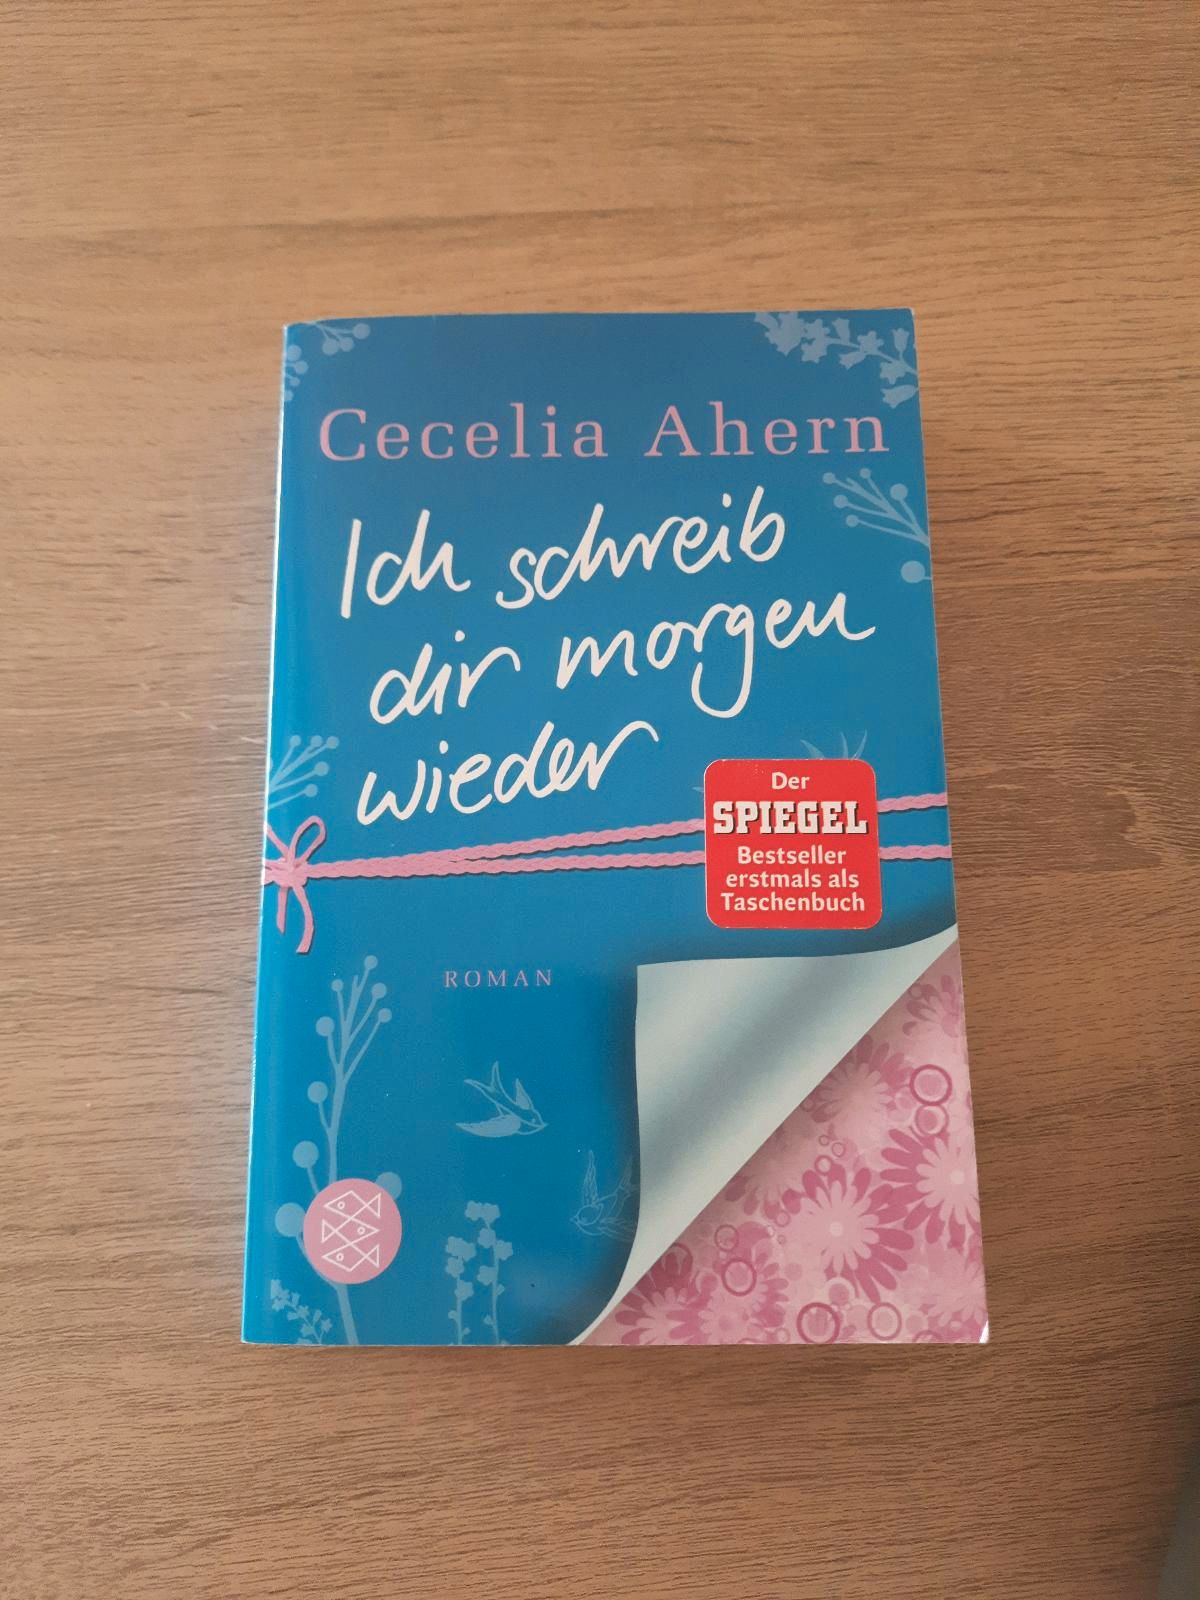 Cecelia Ahern
Ich schreib
dir morgen
wieder
Der
SPIEGEL
Bestseller
erstmals als
Taschenbuch
ROMAN